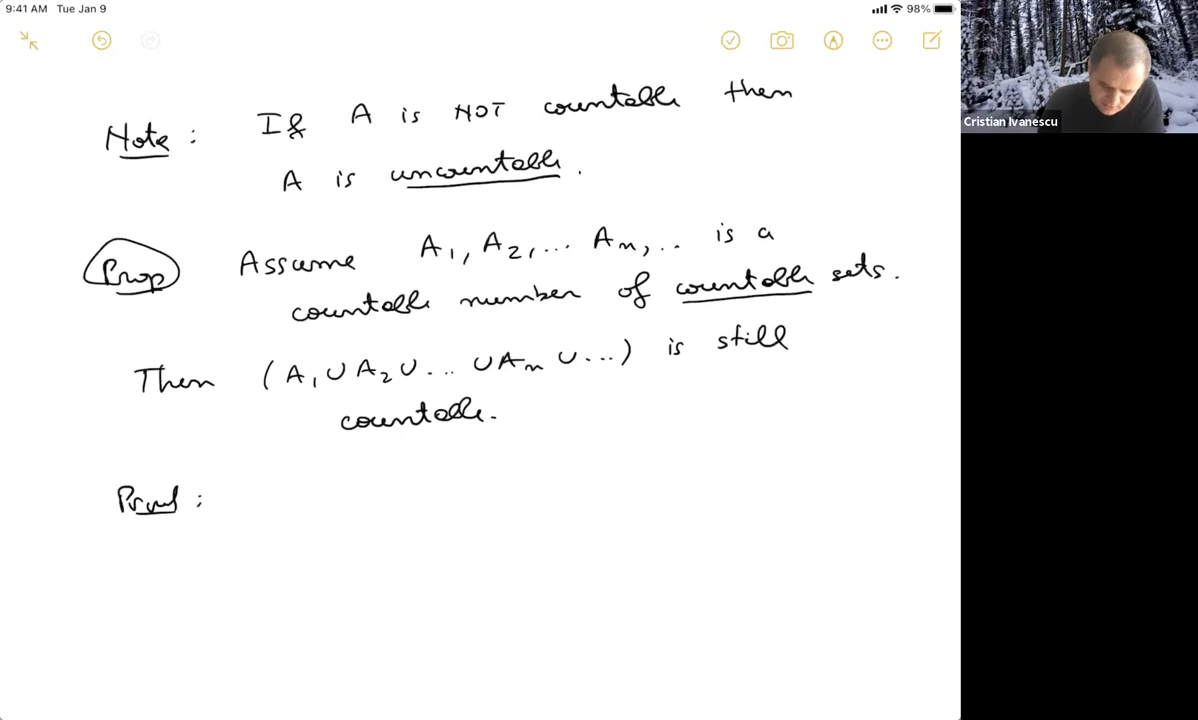 9:41 AM Tue Jan 9
98%
Cristian Ivanescu
Note: If A is NOT countable then
A is uncountable.
Prop Assume A₁, A₂, ... Aₙ, .. is a
countable number of countable sets.
Then (A₁ ∪ A₂ ∪ ... ∪ Aₙ ∪ ...) is still
countable.
Proof: